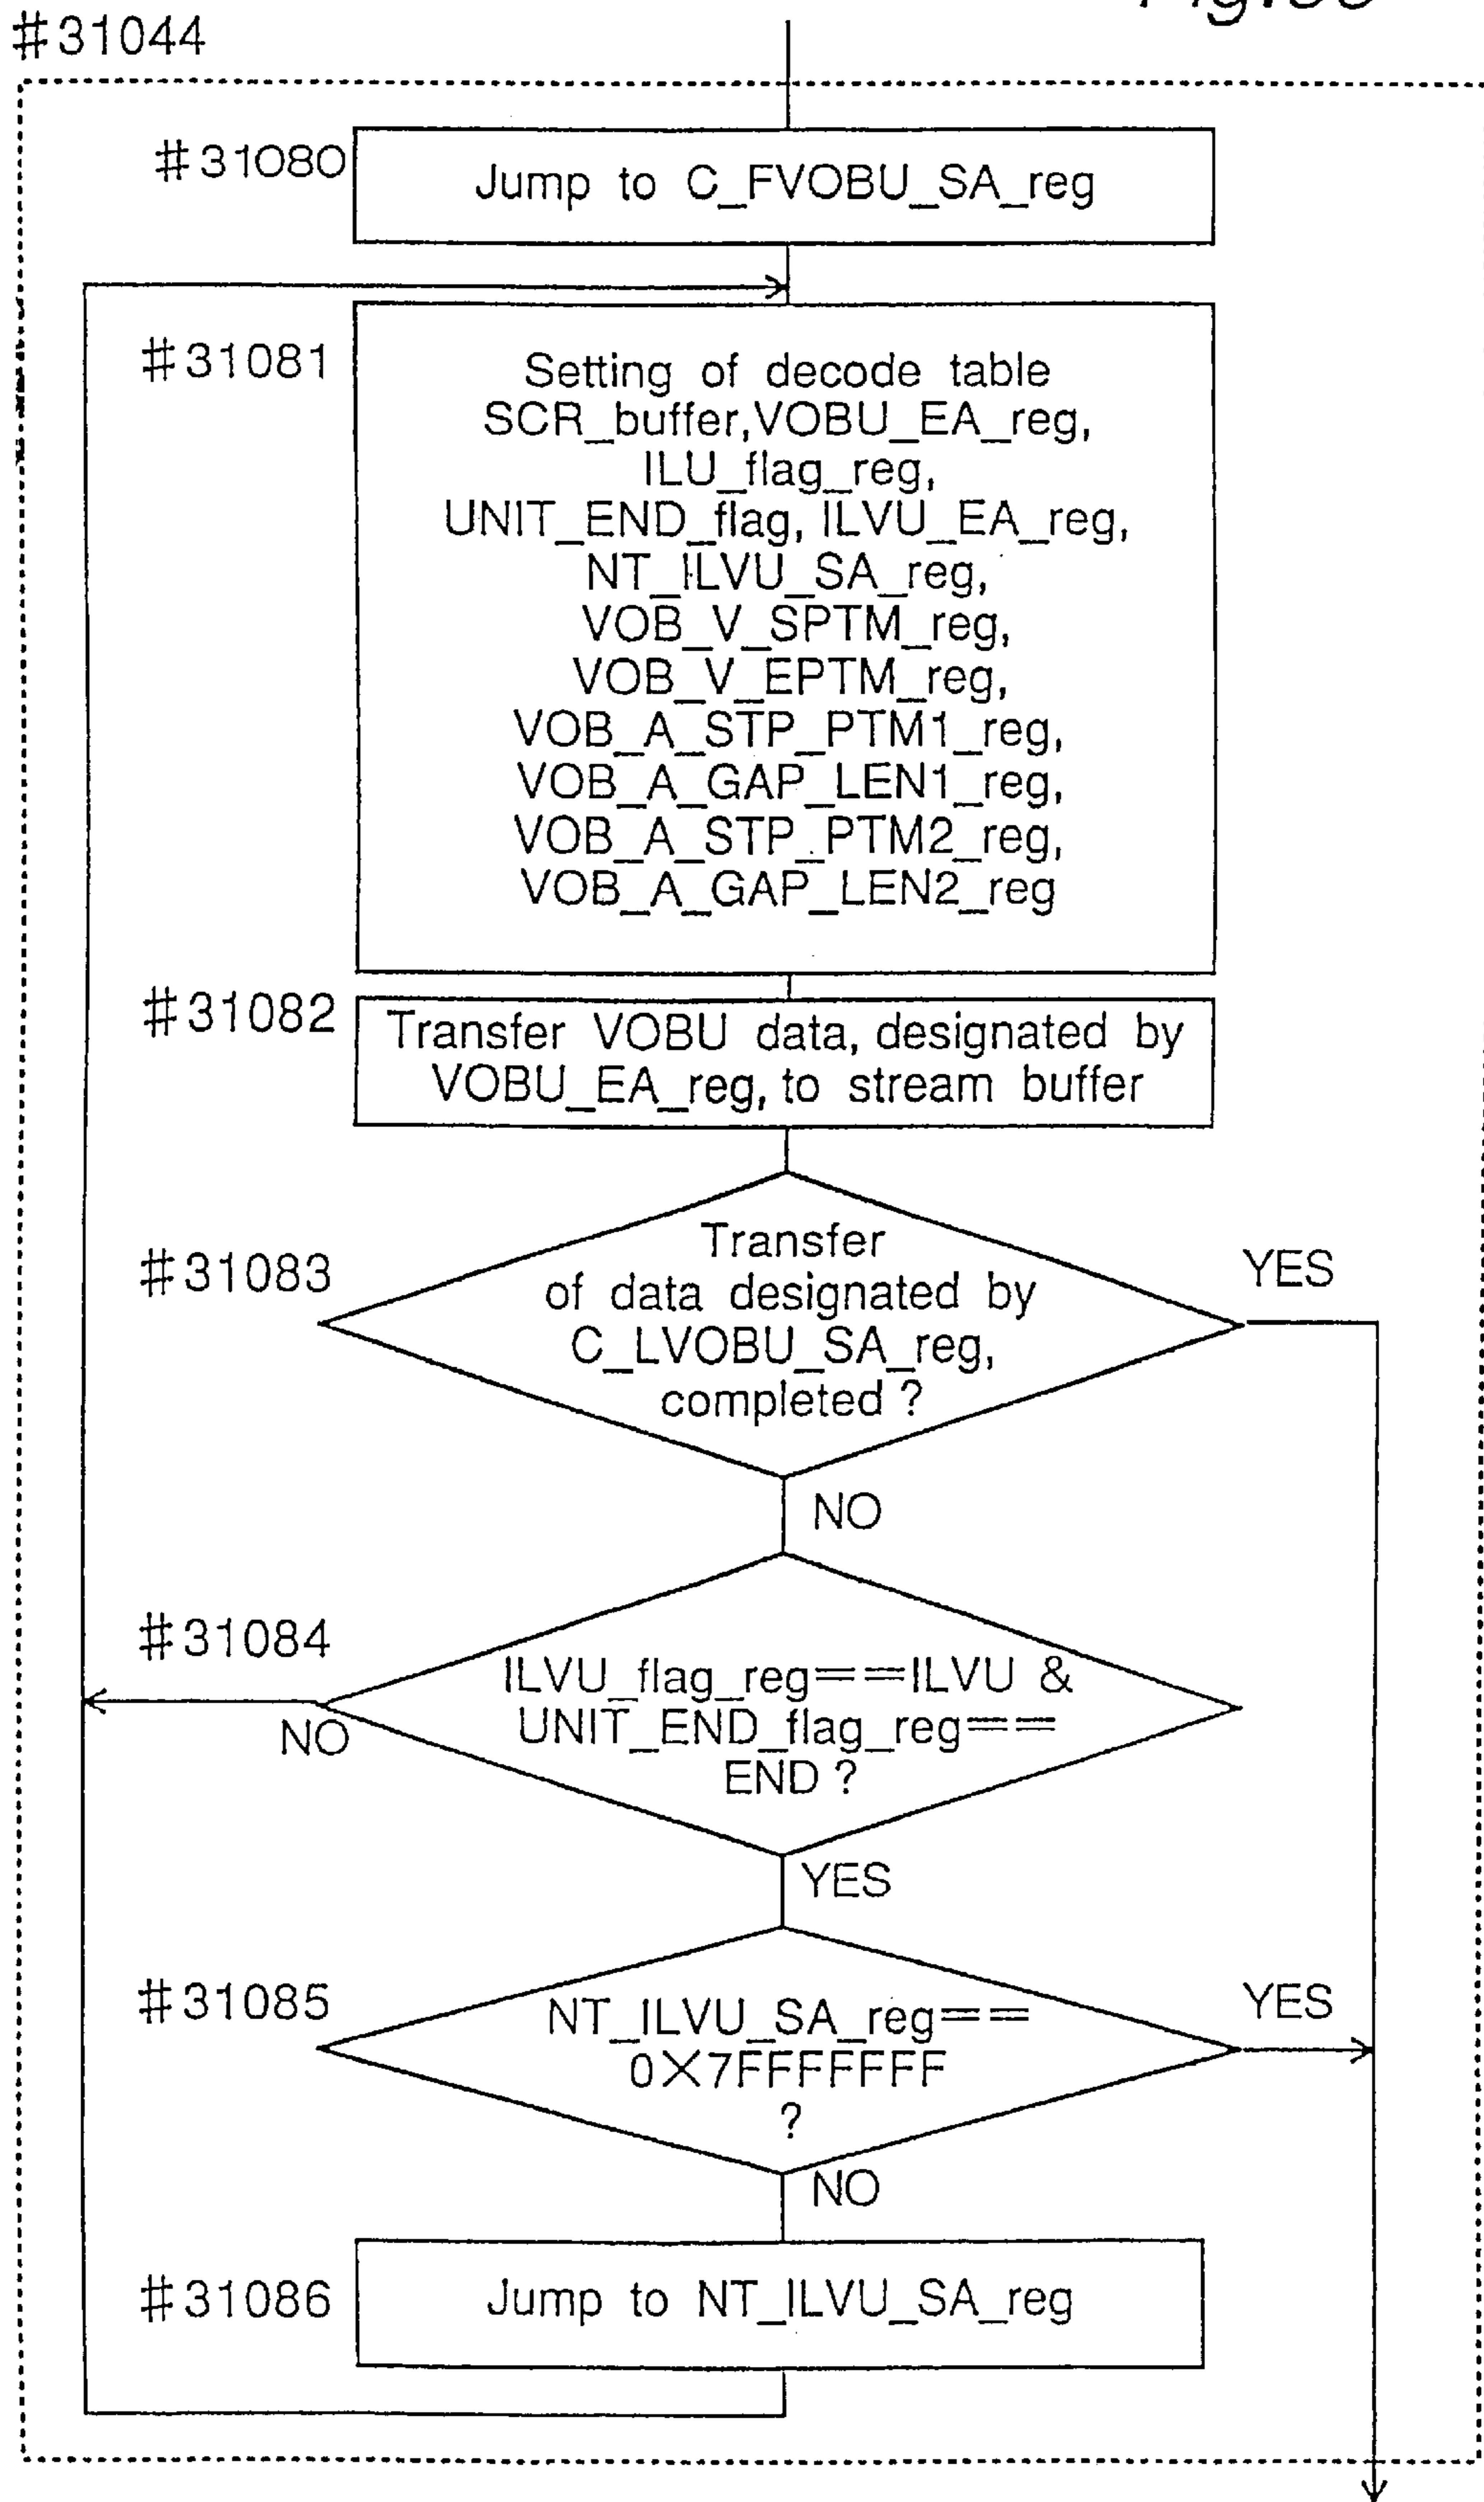 #31044
#31080
Jump to C_FVOBU_SA_reg
#31081
Setting of decode table
SCR_buffer,VOBU_EA_reg,
ILU_flag_reg,
UNIT_END_flag, ILVU_EA_reg,
NT_ILVU_SA_reg,
VOB_V_SPTM_reg,
VOB_V_EPTM_reg,
VOB_A_STP_PTM1_reg,
VOB_A_GAP_LEN1_reg,
VOB_A_STP_PTM2_reg,
VOB_A_GAP_LEN2_reg
#31082
Transfer VOBU data, designated by
VOBU_EA_reg, to stream buffer
#31083
Transfer
of data designated by
C_LVOBU_SA_reg,
completed ?
YES
NO
#31084
ILVU_flag_reg==ILVU &
UNIT_END_flag_reg==
END ?
NO
YES
#31085
NT_ILVU_SA_reg==
0X7FFFFFFF
?
YES
NO
#31086
Jump to NT_ILVU_SA_reg